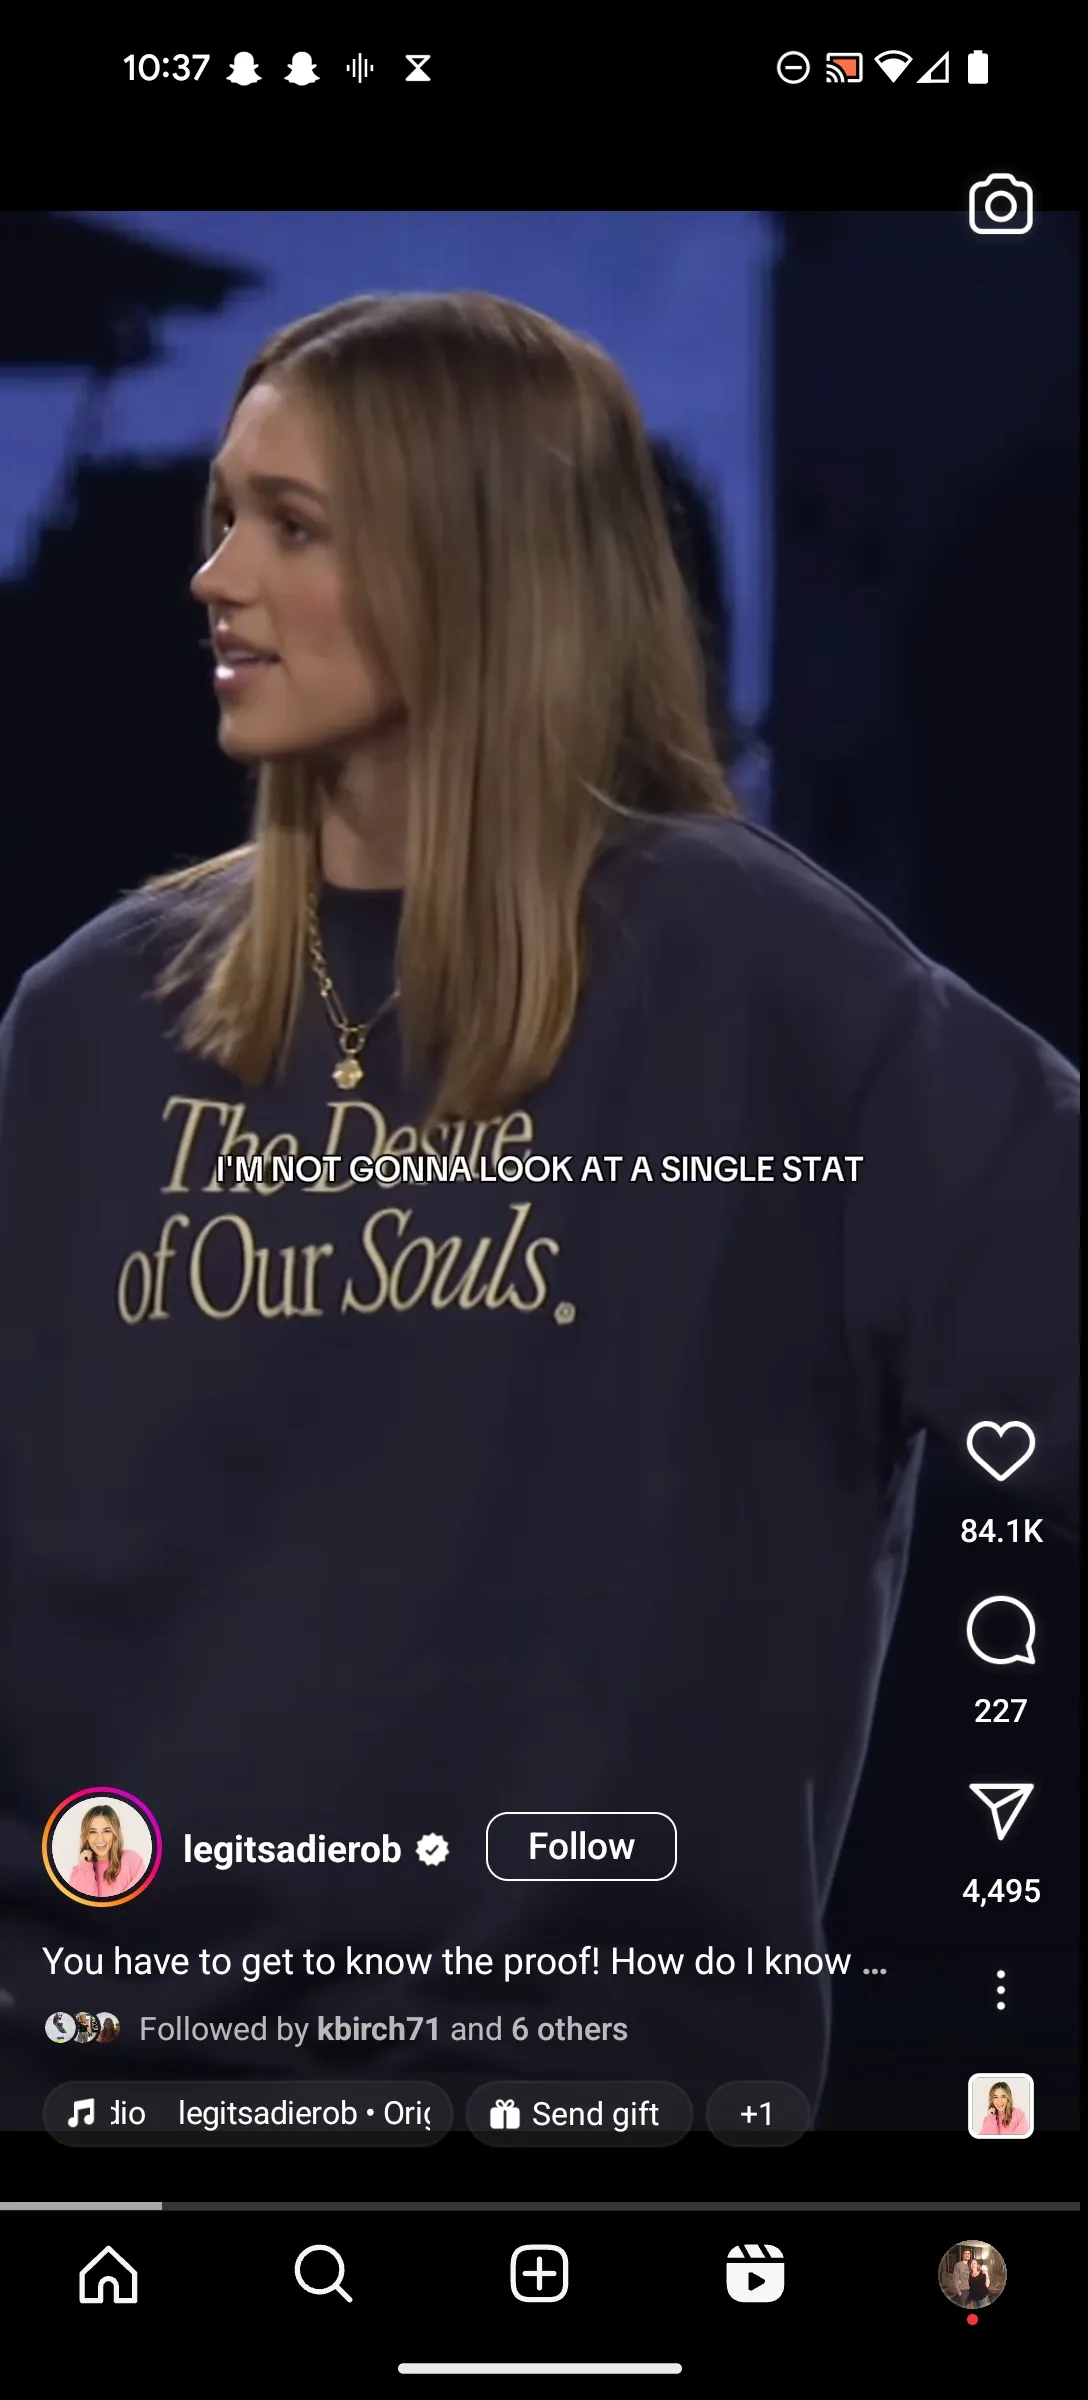 10:37
The Desire
I'M NOT GONNA LOOK AT A SINGLE STAT
of Our Souls.
84.1K
227
4,495
legitsadierob
Follow
You have to get to know the proof! How do I know ...
Followed by kbirch71 and 6 others
dio legitsadierob • Orig
Send gift
+1